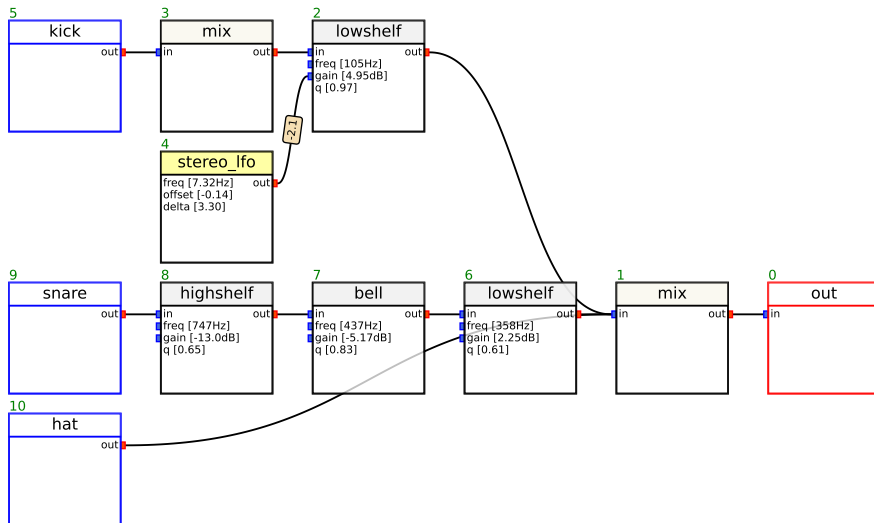 5
kick
out
3
mix
in
out
2
lowshelf
in
out
freq [105Hz]
gain [4.95dB]
q [0.97]
-2.1
4
stereo_lfo
freq [7.32Hz]
out
offset [-0.14]
delta [3.30]
9
snare
out
8
highshelf
in
out
freq [747Hz]
gain [-13.0dB]
q [0.65]
7
bell
in
out
freq [437Hz]
gain [-5.17dB]
q [0.83]
6
lowshelf
in
out
freq [358Hz]
gain [2.25dB]
q [0.61]
1
mix
in
out
0
out
in
10
hat
out